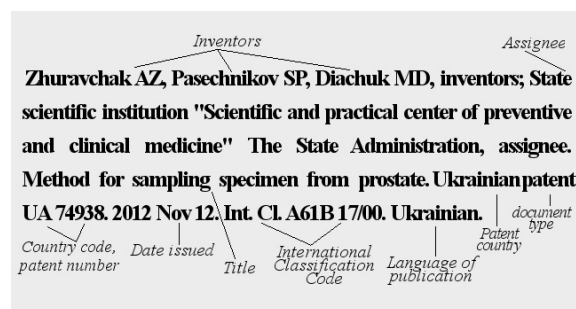 Inventors
Assignee
Zhuravchak AZ, Pasechnikov SP, Diachuk MD, inventors; State
scientific institution "Scientific and practical center of preventive
and clinical medicine" The State Administration, assignee.
Method for sampling specimen from prostate. Ukrainian patent
UA 74938. 2012 Nov 12. Int. Cl. A61B 17/00. Ukrainian.
Country code,
patent number
Date issued
Title
International
Classification
Code
Language of
publication
Patent
country
document
type